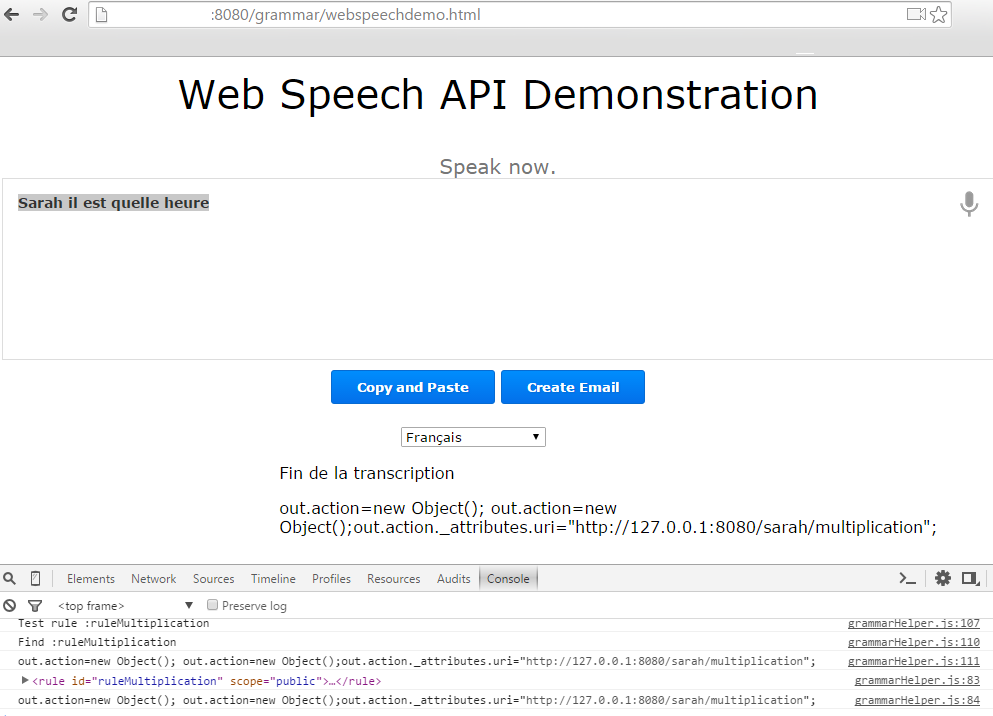 :8080/grammar/webspeechdemo.html
Web Speech API Demonstration
Speak now.
Sarah il est quelle heure
Copy and Paste Create Email
Français
Fin de la transcription
out.action=new Object(); out.action=new
Object();out.action._attributes.uri="http://127.0.0.1:8080/sarah/multiplication";
Elements Network Sources Timeline Profiles Resources Audits Console
<top frame> Preserve log
Test rule :ruleMultiplication grammarHelper.js:107
Find :ruleMultiplication grammarHelper.js:110
out.action=new Object(); out.action=new Object();out.action._attributes.uri="http://127.0.0.1:8080/sarah/multiplication"; grammarHelper.js:111
<rule id="ruleMultiplication" scope="public">…</rule> grammarHelper.js:83
out.action=new Object(); out.action=new Object();out.action._attributes.uri="http://127.0.0.1:8080/sarah/multiplication"; grammarHelper.js:84